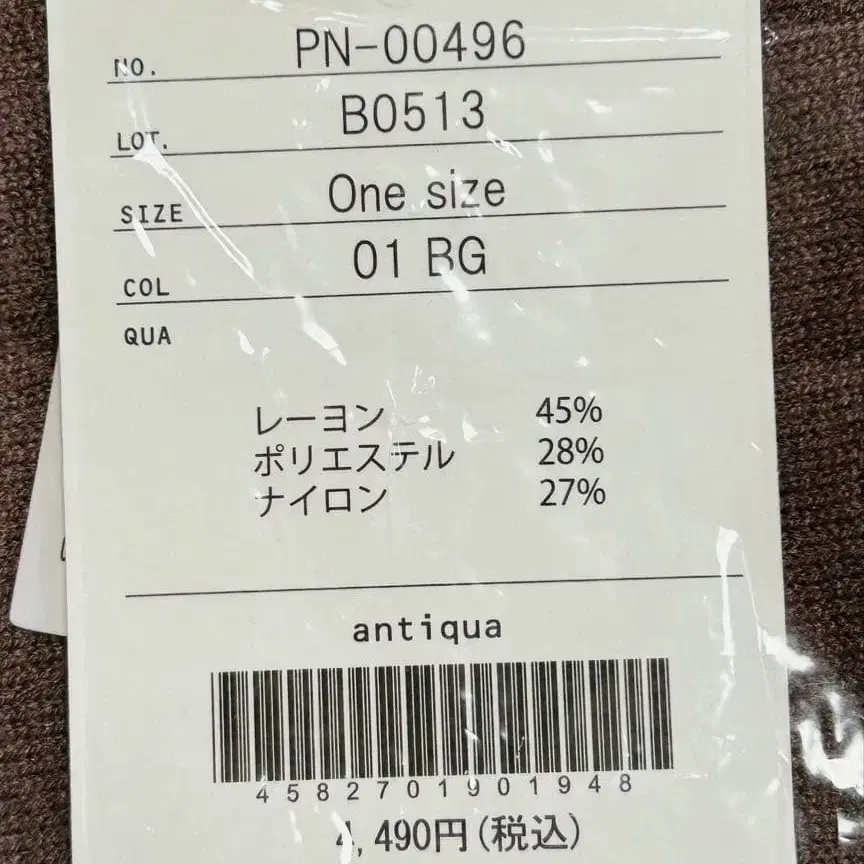 NO. PN-00496
LOT. B0513
SIZE One size
COL 01 BG
QUA
レーヨン 45%
ポリエステル 28%
ナイロン 27%
antiqua
4582701901948
4,490円(税込)